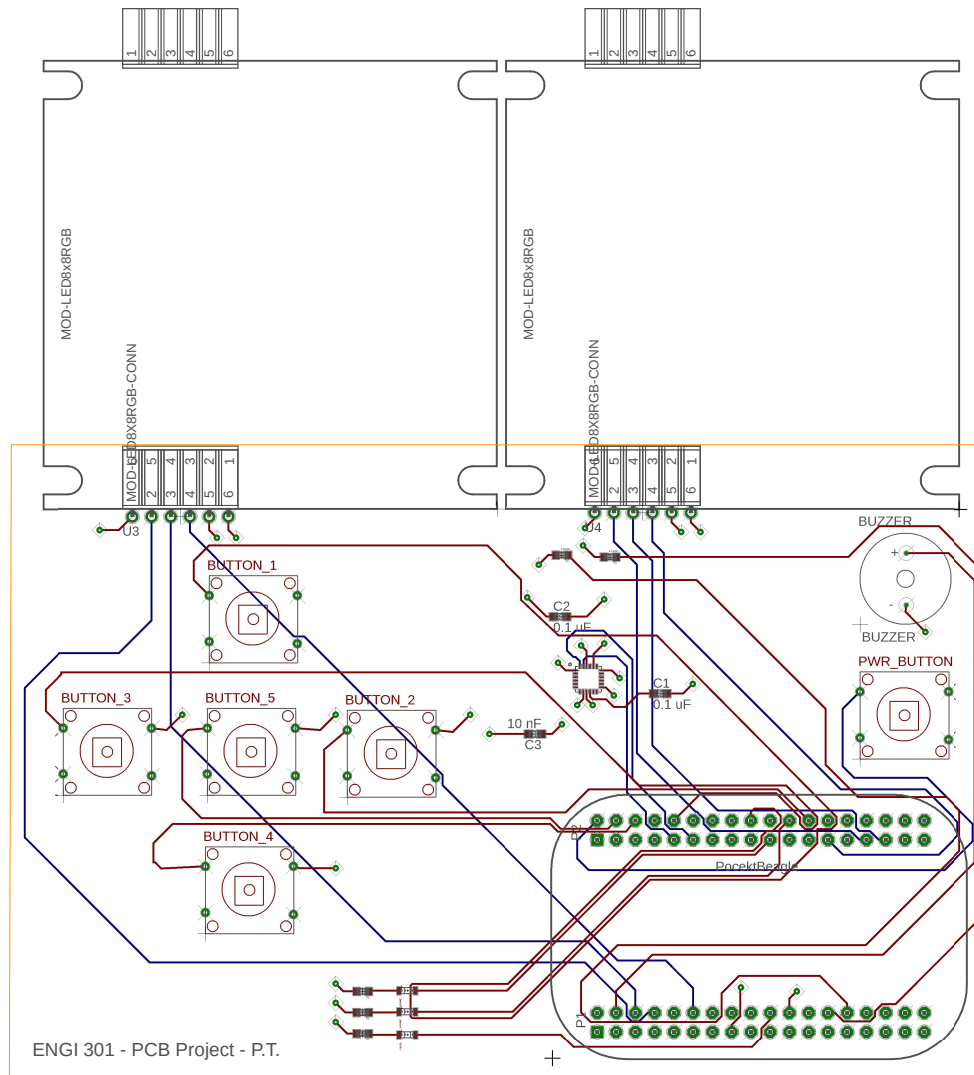 1 2 3 4 5 6
1 2 3 4 5 6
MOD-LED8x8RGB
MOD-LED8x8RGB
MOD-LED8X8RGB-CONN
MOD-LED8X8RGB-CONN
6 5 4 3 2 1
1 2 3 4 5 6
6 5 4 3 2 1
1 2 3 4 5 6
U3
U4
BUZZER
+
-
BUZZER
BUTTON_1
C2
0.1 uF
PWR_BUTTON
C1
0.1 uF
BUTTON_3
BUTTON_5
BUTTON_2
10 nF
C3
BUTTON_4
P2
PocektBeagle
P1
ENGI 301 - PCB Project - P.T.